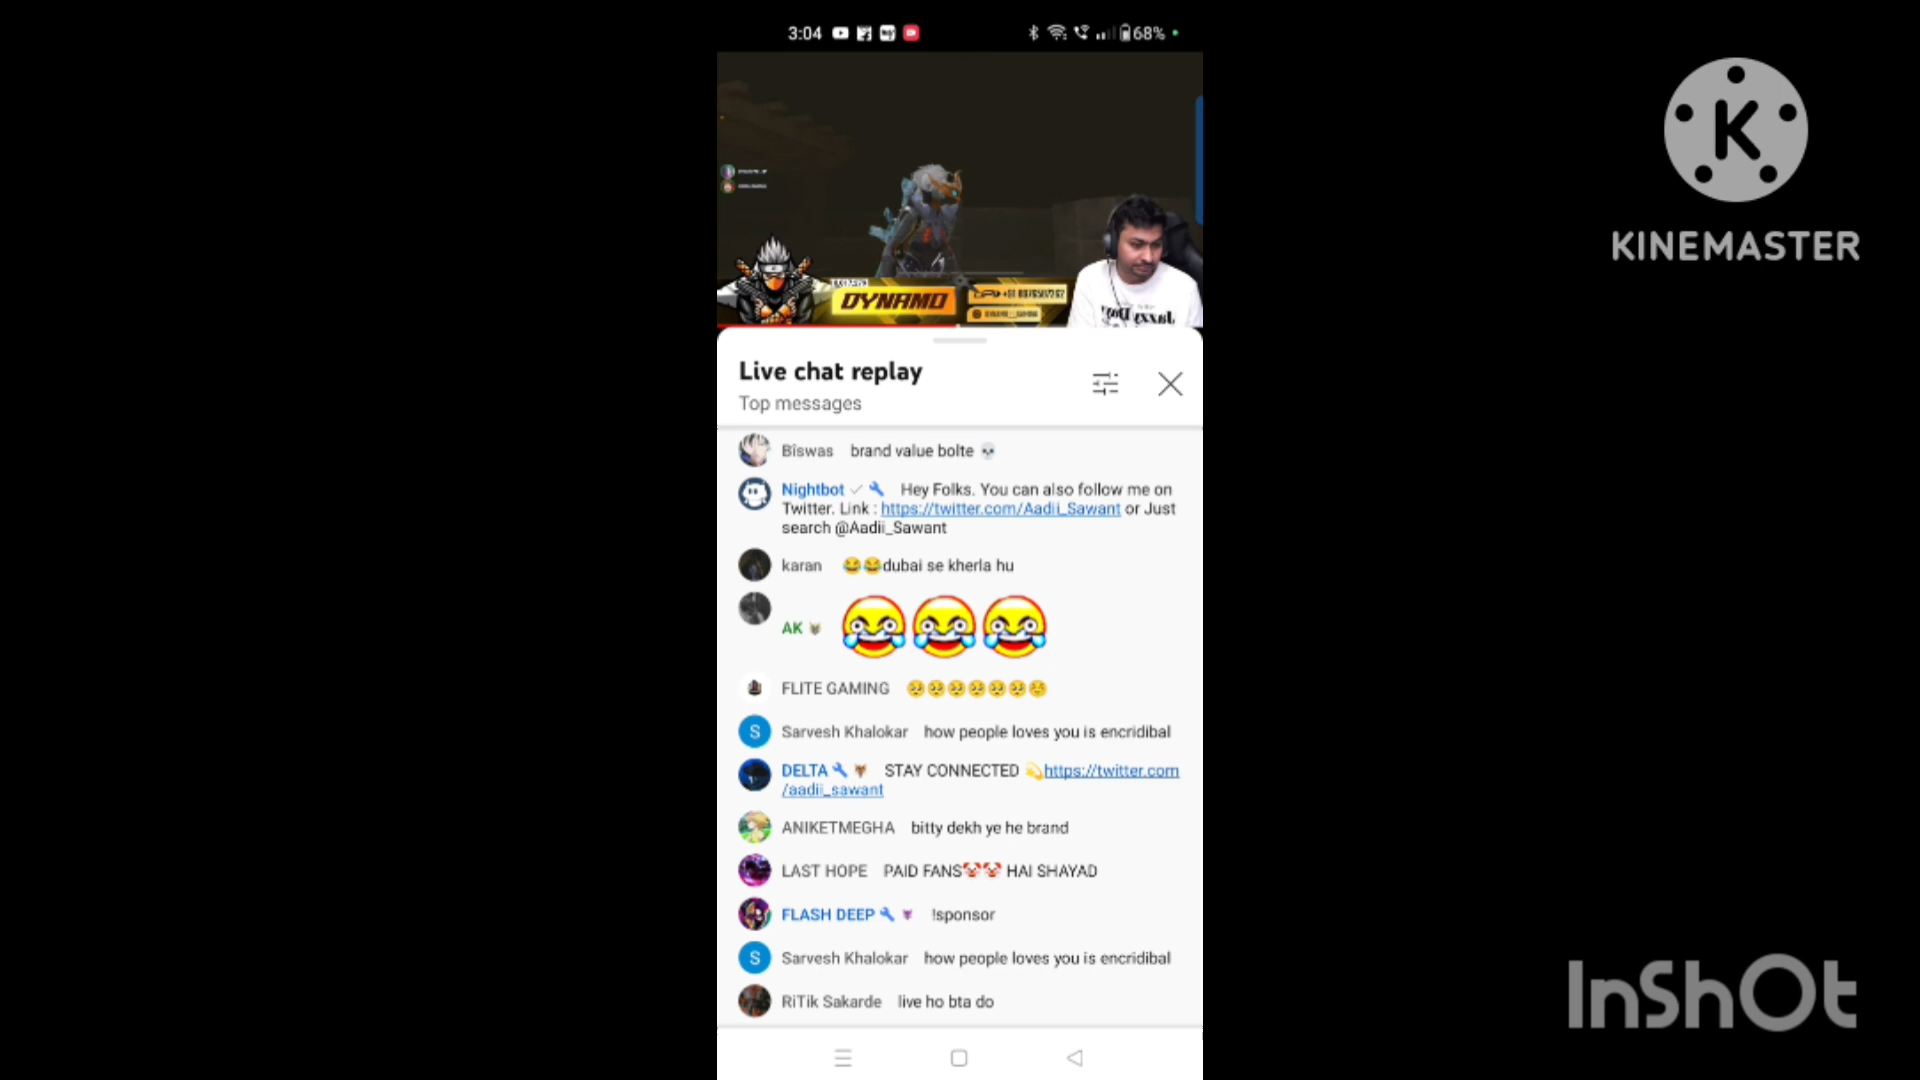 3:04 68%
KINEMASTER
DYNAMO
Live chat replay
Top messages
Biswas brand value bolte 💀
Nightbot Hey Folks. You can also follow me on
Twitter. Link : https://twitter.com/Aadii_Sawant or Just
search @Aadii_Sawant
karan 😂😂dubai se kherla hu
AK
FLITE GAMING 🥺🥺🥺🥺🥺🥺☺️
S Sarvesh Khalokar how people loves you is encridibal
DELTA STAY CONNECTED 💫https://twitter.com
/aadii_sawant
ANIKETMEGHA bitty dekh ye he brand
LAST HOPE PAID FANS🤡🤡 HAI SHAYAD
FLASH DEEP !sponsor
S Sarvesh Khalokar how people loves you is encridibal
RiTik Sakarde live ho bta do
InShOt